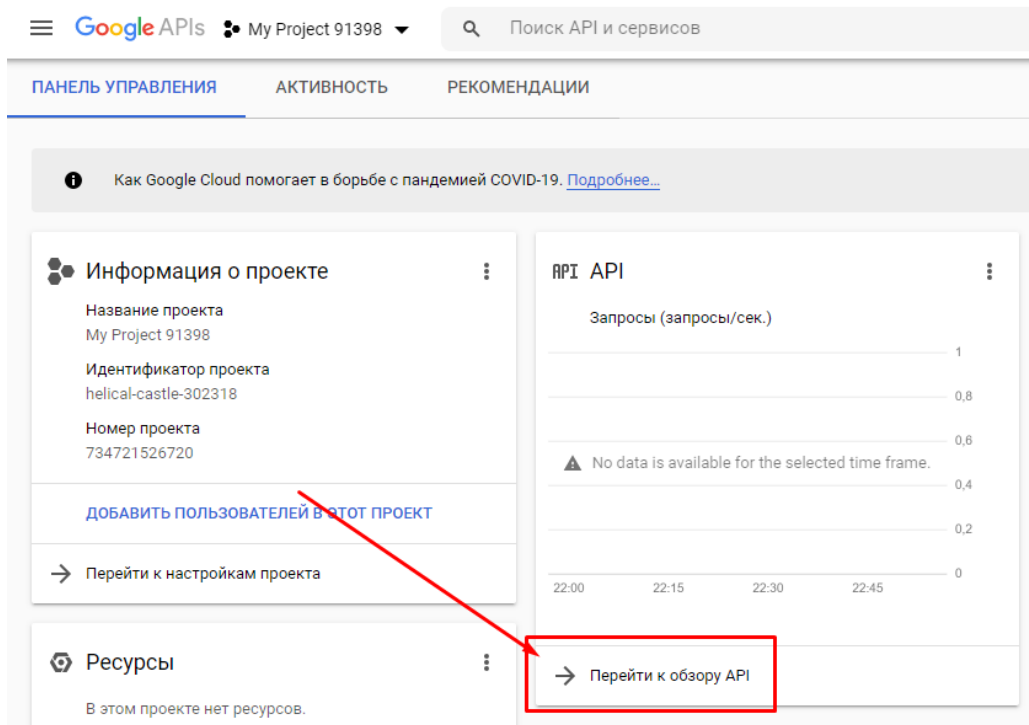 Google APIs
My Project 91398
Поиск API и сервисов
ПАНЕЛЬ УПРАВЛЕНИЯ
АКТИВНОСТЬ
РЕКОМЕНДАЦИИ
Как Google Cloud помогает в борьбе с пандемией COVID-19. Подробнее...
Информация о проекте
Название проекта
My Project 91398
Идентификатор проекта
helical-castle-302318
Номер проекта
734721526720
ДОБАВИТЬ ПОЛЬЗОВАТЕЛЕЙ В ЭТОТ ПРОЕКТ
Перейти к настройкам проекта
Ресурсы
В этом проекте нет ресурсов.
API API
Запросы (запросы/сек.)
1
0,8
0,6
No data is available for the selected time frame.
0,4
0,2
0
22:00 22:15 22:30 22:45
Перейти к обзору API